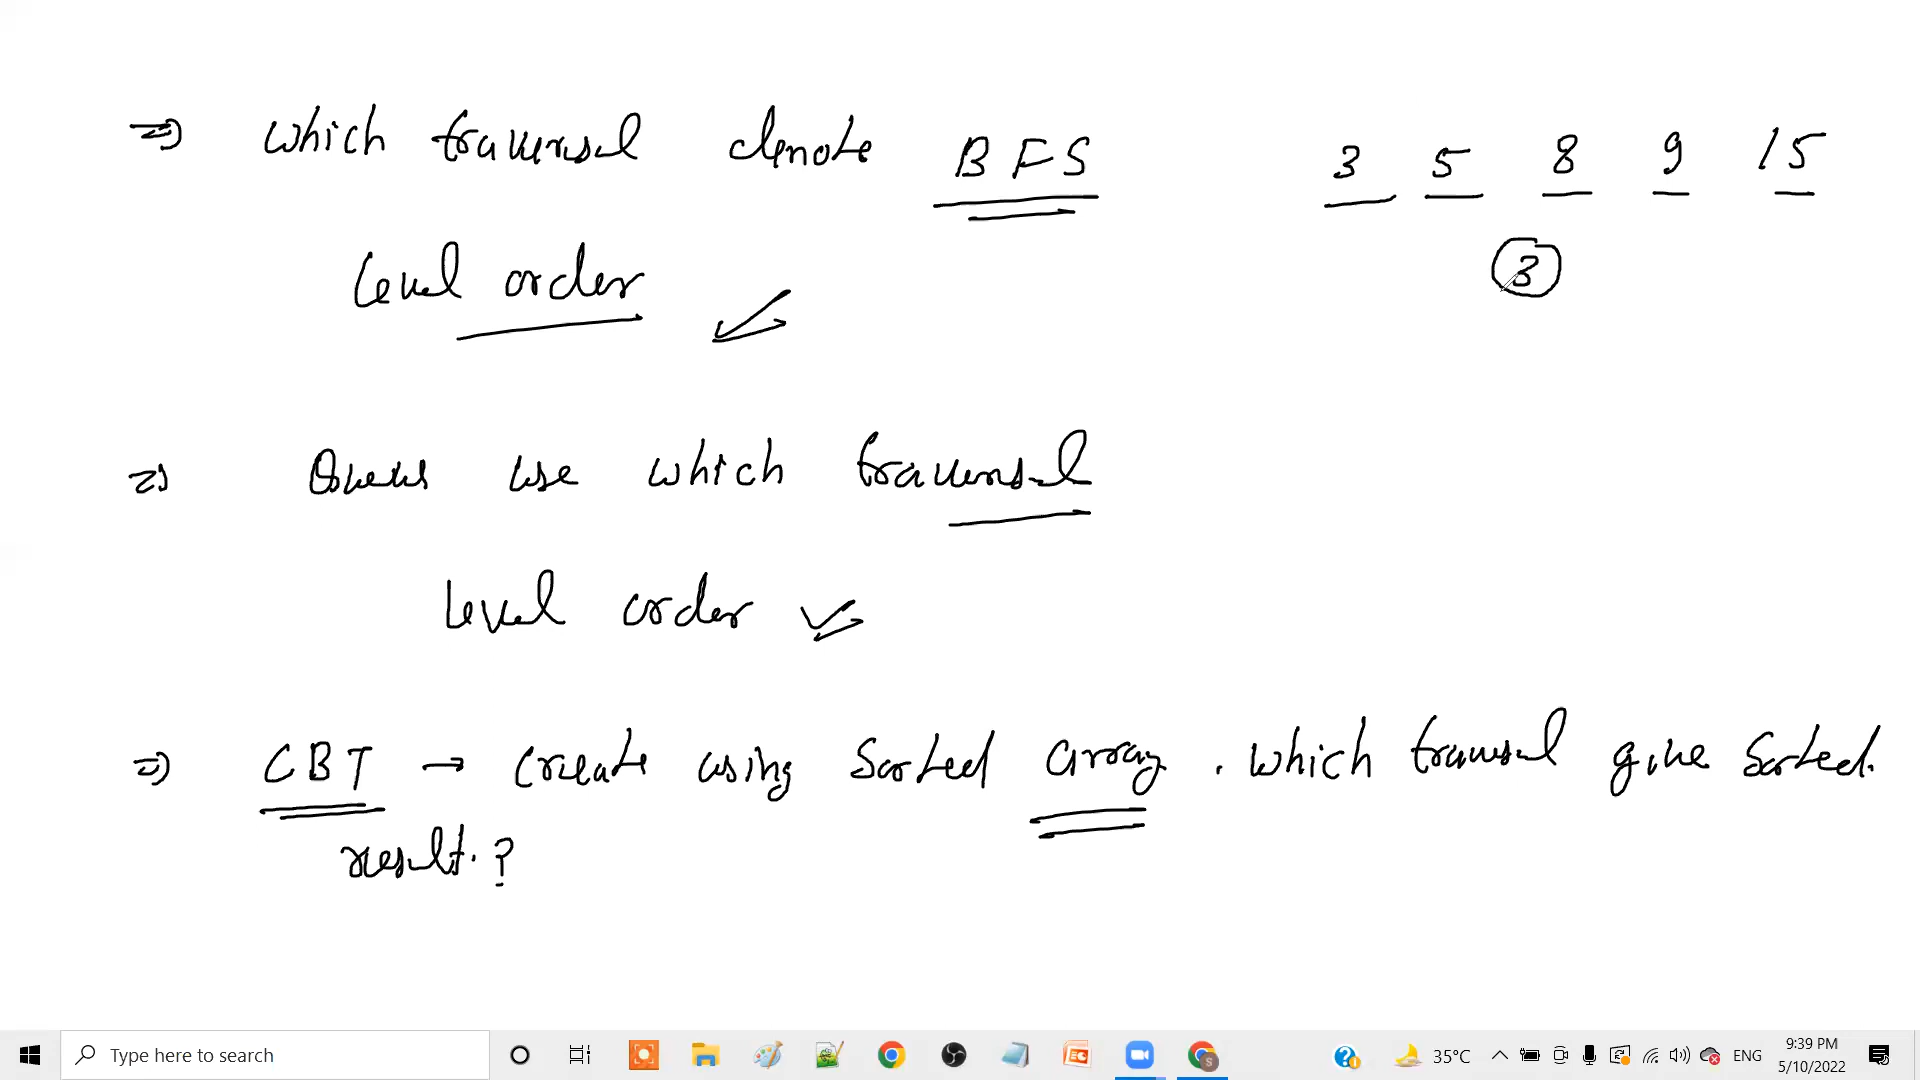 ⇒ which traversal denote BFS
3 5 8 9 15
level order
3
⇒ Queue use which traversal
level order
⇒ CBT → create using Sorted array. which traversal give Sorted
result. ?
Type here to search
35°C
ENG
9:39 PM
5/10/2022